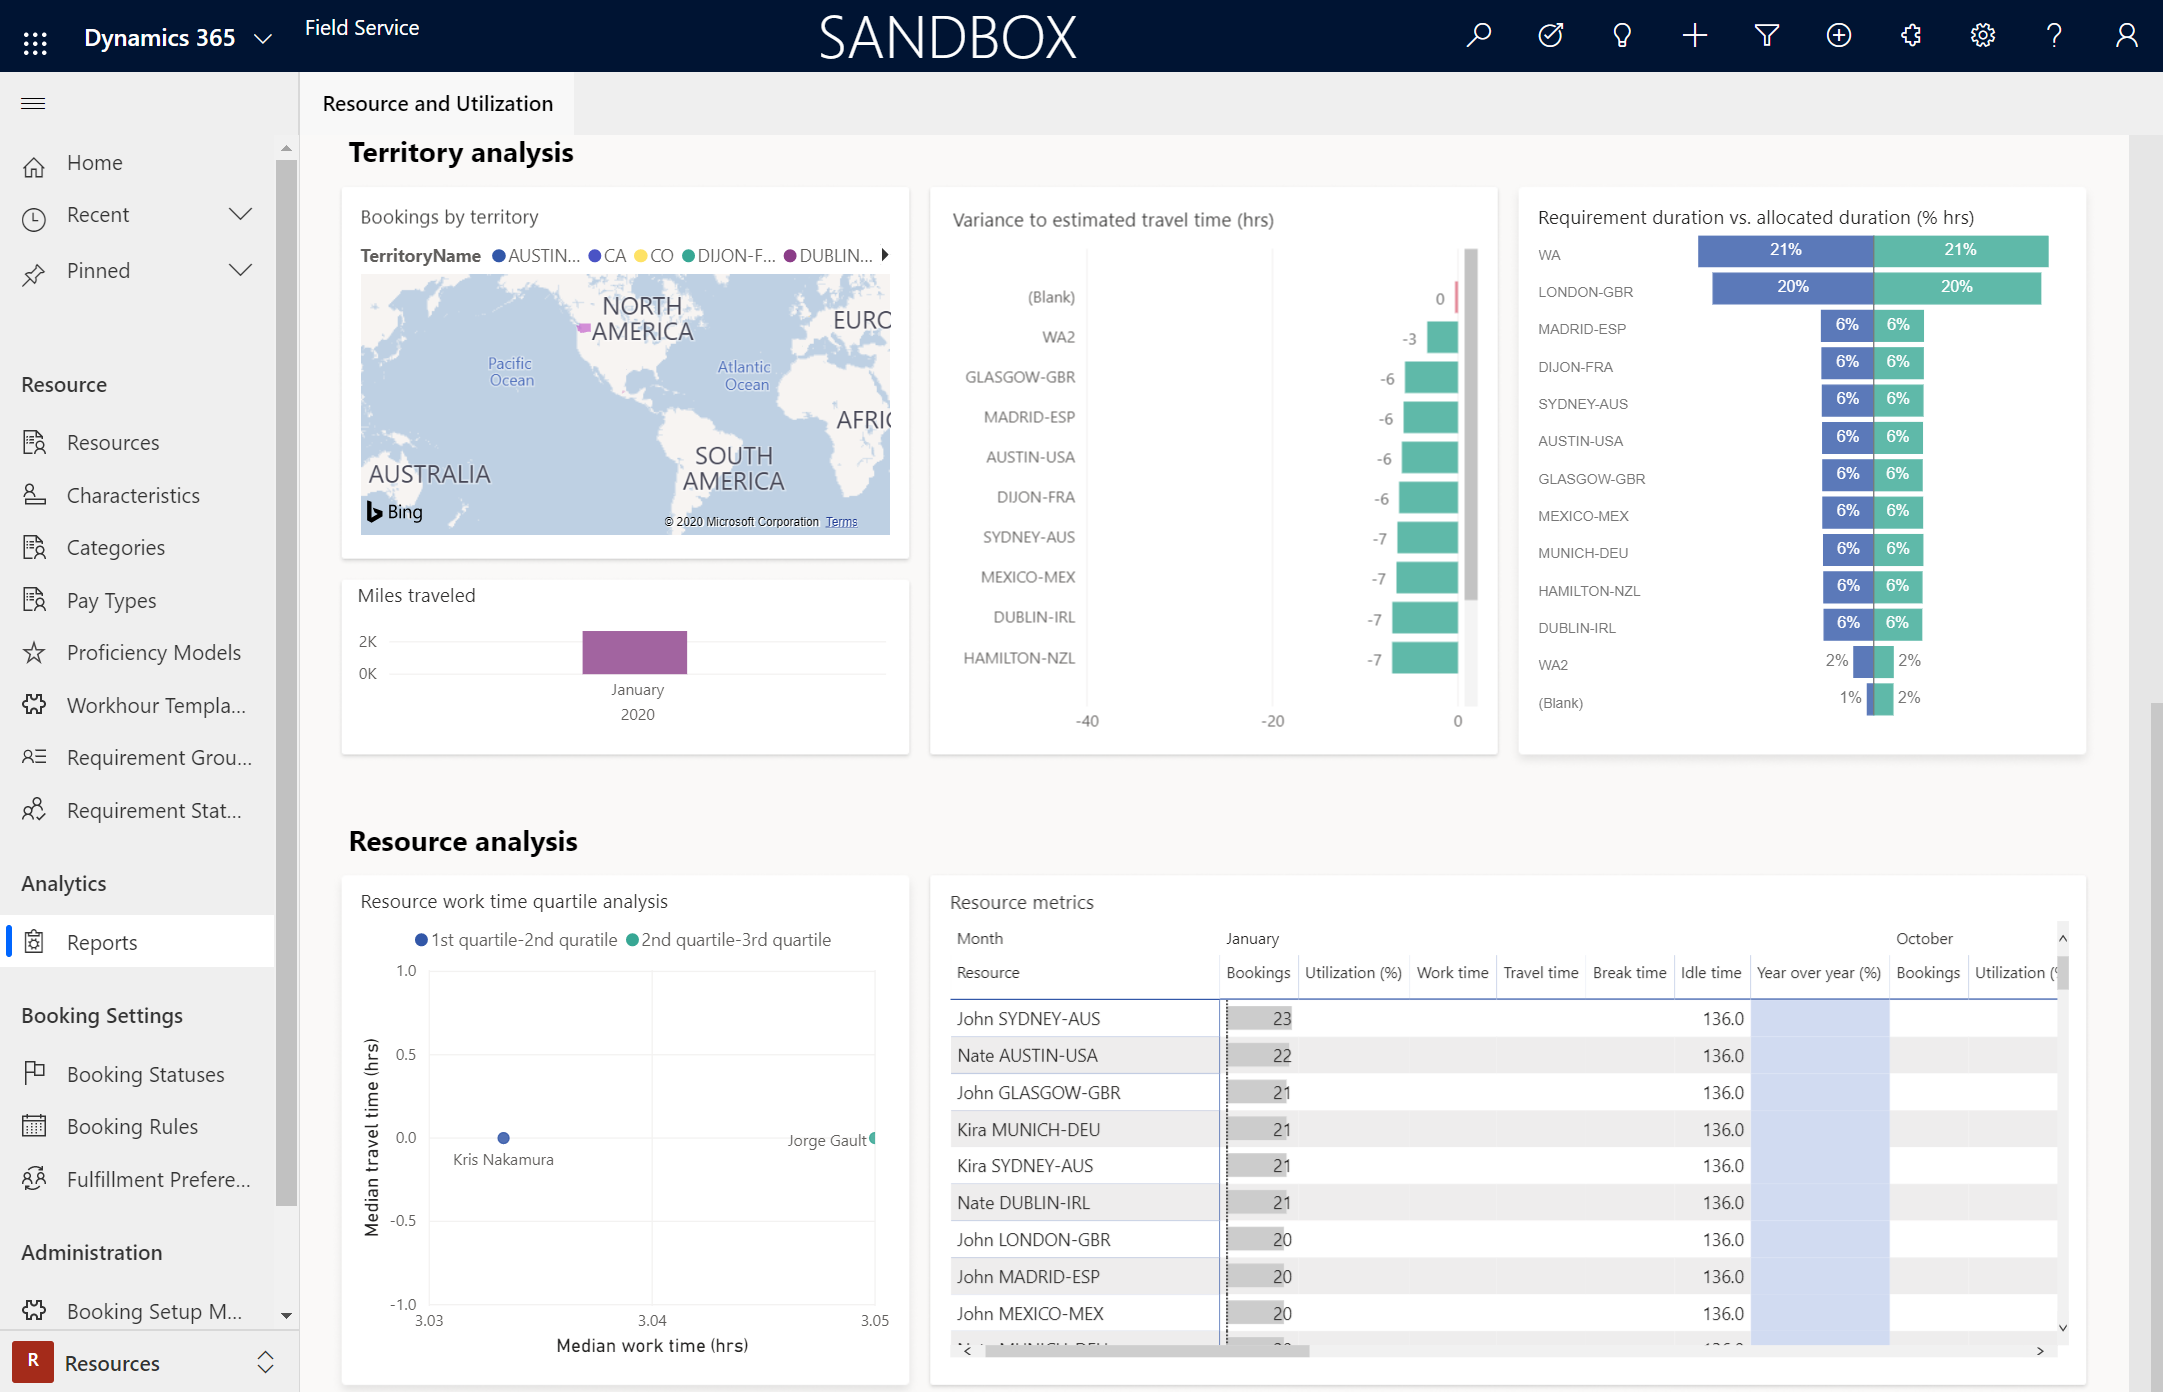 Dynamics 365
Field Service
SANDBOX
Resource and Utilization
Home
Recent
Pinned
Resource
Resources
Characteristics
Categories
Pay Types
Proficiency Models
Workhour Templa...
Requirement Grou...
Requirement Stat...
Analytics
Reports
Booking Settings
Booking Statuses
Booking Rules
Fulfillment Prefere...
Administration
Booking Setup M...
R Resources
Territory analysis
Bookings by territory
TerritoryName AUSTIN... CA CO DIJON-F... DUBLIN...
NORTH
AMERICA
EURO
Pacific
Ocean
Atlantic
Ocean
AFRIC
SOUTH
AMERICA
AUSTRALIA
Bing
© 2020 Microsoft Corporation Terms
Miles traveled
2K
0K
January
2020
Variance to estimated travel time (hrs)
(Blank) 0
WA2 -3
GLASGOW-GBR -6
MADRID-ESP -6
AUSTIN-USA -6
DIJON-FRA -6
SYDNEY-AUS -7
MEXICO-MEX -7
DUBLIN-IRL -7
HAMILTON-NZL -7
-40 -20 0
Requirement duration vs. allocated duration (% hrs)
WA 21% 21%
LONDON-GBR 20% 20%
MADRID-ESP 6% 6%
DIJON-FRA 6% 6%
SYDNEY-AUS 6% 6%
AUSTIN-USA 6% 6%
GLASGOW-GBR 6% 6%
MEXICO-MEX 6% 6%
MUNICH-DEU 6% 6%
HAMILTON-NZL 6% 6%
DUBLIN-IRL 6% 6%
WA2 2% 2%
(Blank) 1% 2%
Resource analysis
Resource work time quartile analysis
1st quartile-2nd quratile 2nd quartile-3rd quartile
Median travel time (hrs)
1.0
0.5
0.0
-0.5
-1.0
Kris Nakamura
Jorge Gault
3.03 3.04 3.05
Median work time (hrs)
Resource metrics
Month January October
Resource Bookings Utilization (%) Work time Travel time Break time Idle time Year over year (%) Bookings Utilization (%
John SYDNEY-AUS 23 136.0
Nate AUSTIN-USA 22 136.0
John GLASGOW-GBR 21 136.0
Kira MUNICH-DEU 21 136.0
Kira SYDNEY-AUS 21 136.0
Nate DUBLIN-IRL 21 136.0
John LONDON-GBR 20 136.0
John MADRID-ESP 20 136.0
John MEXICO-MEX 20 136.0